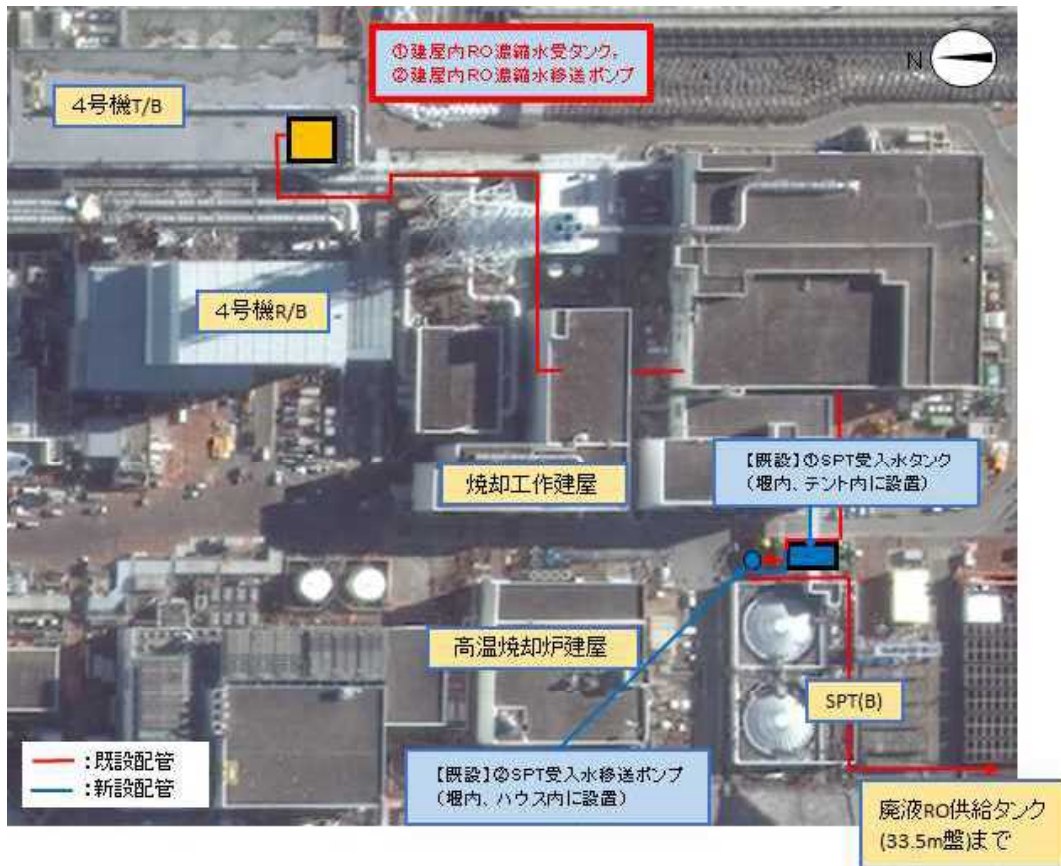 ①建屋内RO濃縮水受タンク,
②建屋内RO濃縮水移送ポンプ
N
4号機T/B
4号機R/B
【既設】①SPT受入水タンク
(堰内、テント内に設置)
焼却工作建屋
高温焼却炉建屋
SPT(B)
:既設配管
:新設配管
【既設】②SPT受入水移送ポンプ
(堰内、ハウス内に設置)
廃液RO供給タンク
(33.5m盤)まで